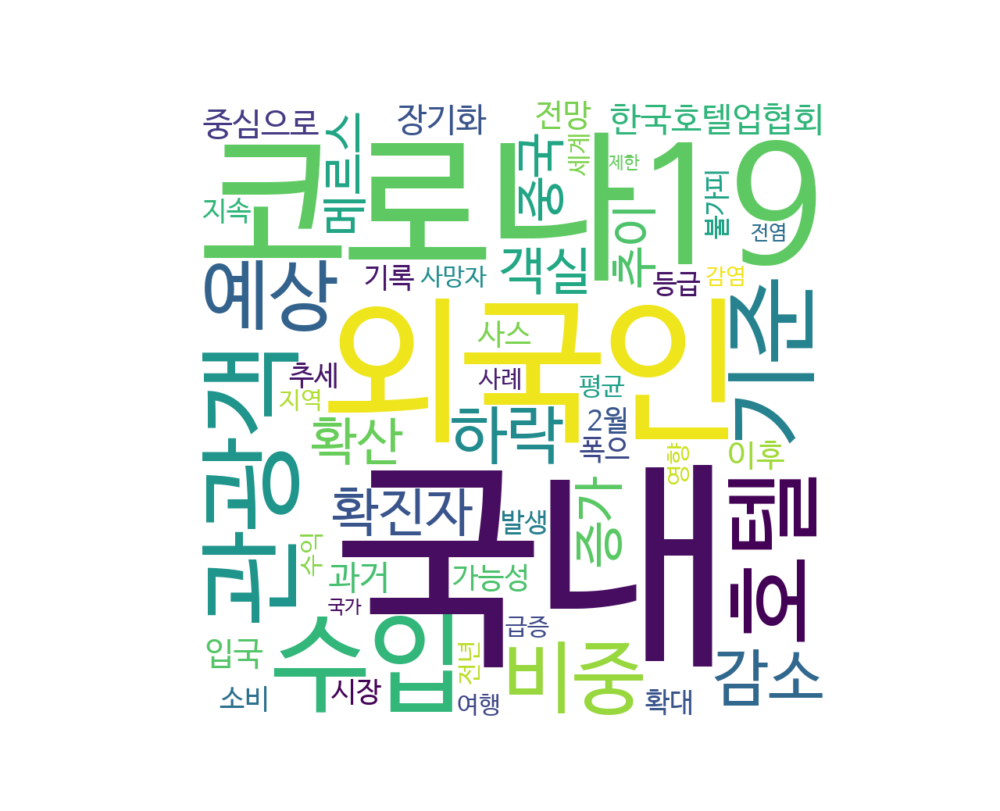 중심으로
메르스
장기화
전망
한국호텔업협회
코로나19
중국
세계
제한
지속
추이
불가피
전염
예상
기록
사망자
객실
등급
감염
외국인
기준
사스
관광객
추세
사례
평균
지역
확산
하락
2월
폭으
영향
이후
국내
확진자
발생
증가
호텔
수익
과거
가능성
국가
급증
수입
비중
입국
전년
감소
소비
시장
여행
확대